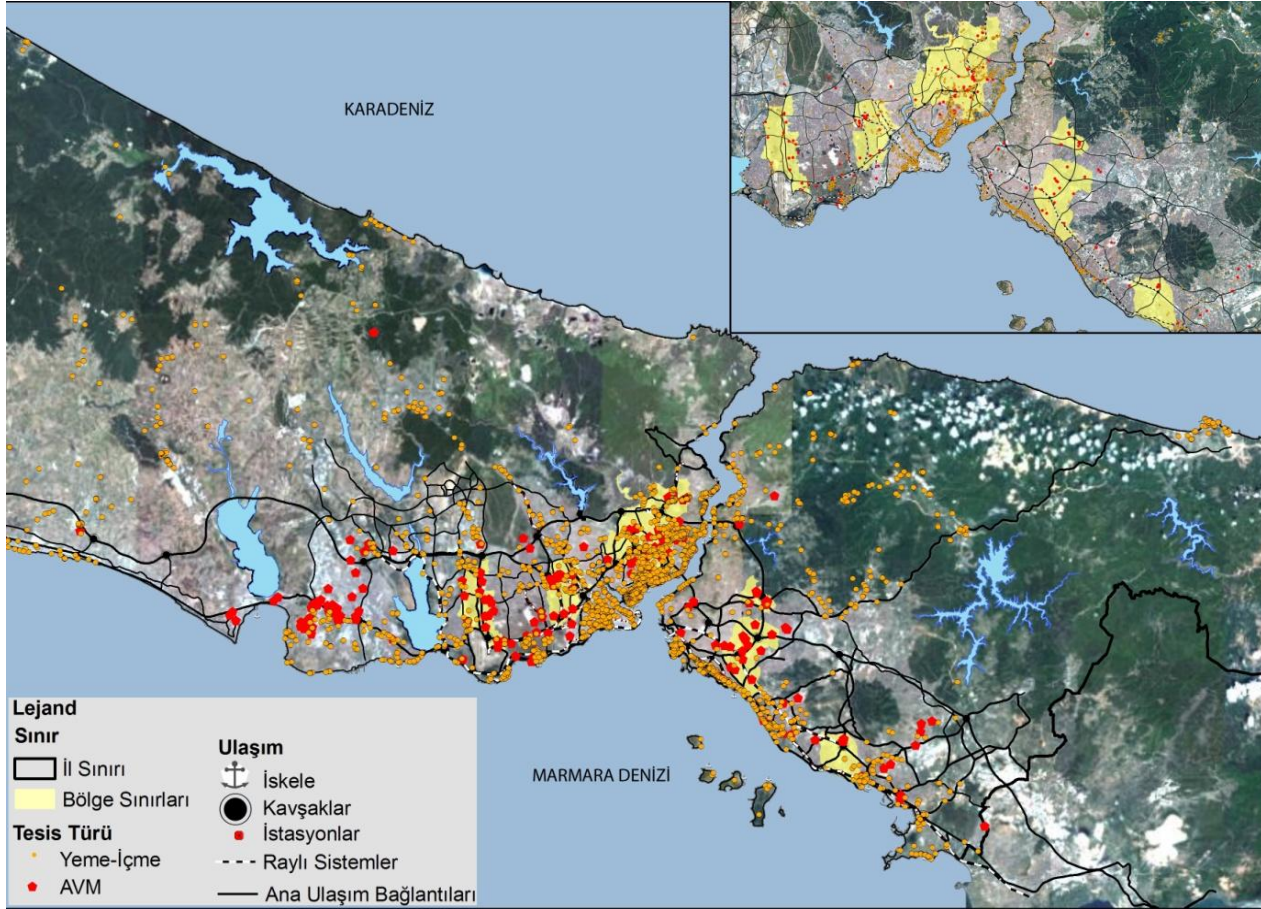 KARADENİZ
MARMARA DENİZİ
Lejand
Sınır
İl Sınırı
Bölge Sınırları
Tesis Türü
Yeme-İçme
AVM
Ulaşım
İskele
Kavşaklar
İstasyonlar
Raylı Sistemler
Ana Ulaşım Bağlantıları